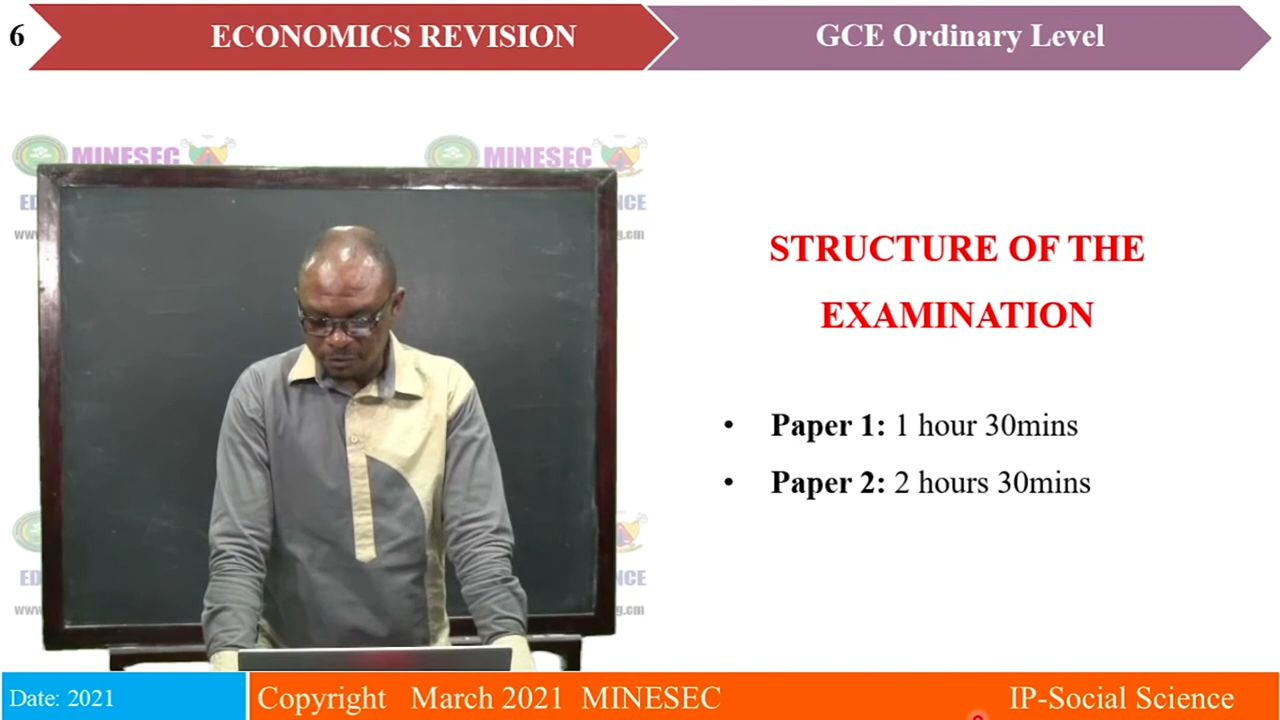 6
ECONOMICS REVISION
GCE Ordinary Level
MINESEC
MINESEC
STRUCTURE OF THE
EXAMINATION
• Paper 1: 1 hour 30mins
• Paper 2: 2 hours 30mins
Date: 2021
Copyright March 2021 MINESEC
IP-Social Science